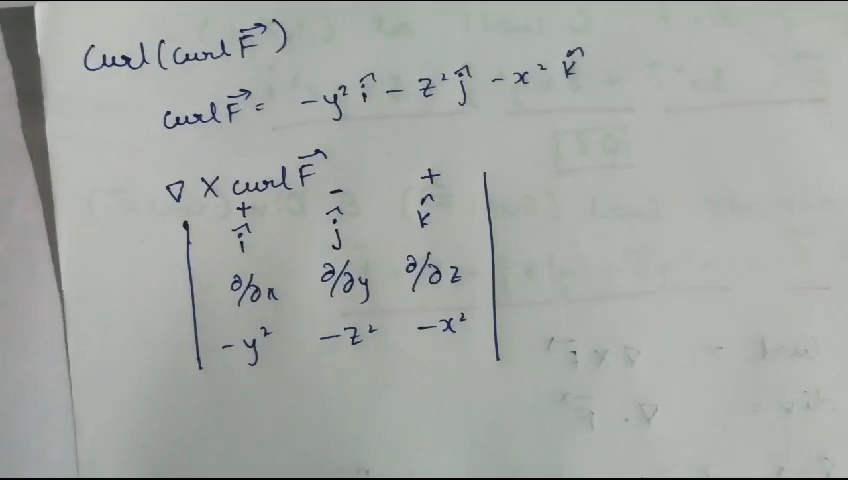 Curl(curl F⃗)
curl F⃗ = -y² î - z² ĵ - x² k̂
∇ × curl F⃗
+ - +
î ĵ k̂
∂/∂x ∂/∂y ∂/∂z
-y² -z² -x²